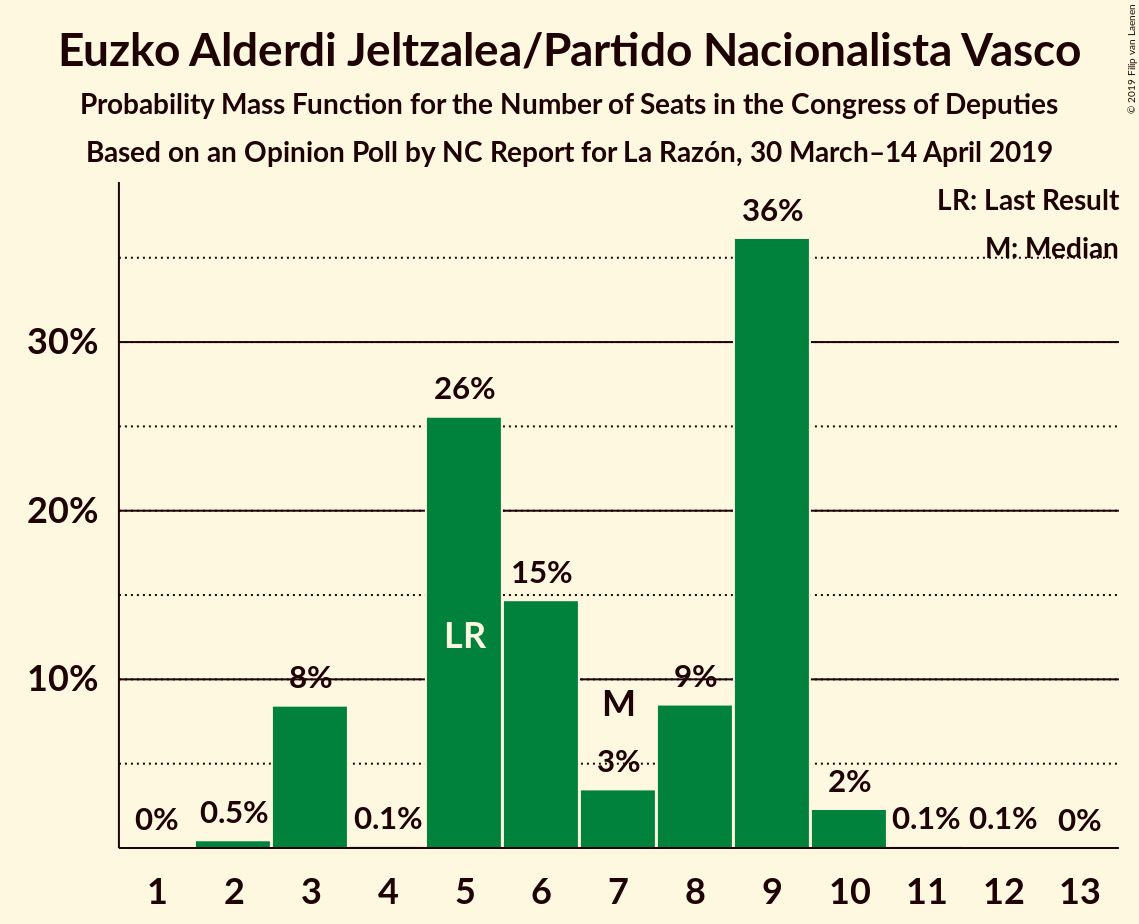 Euzko Alderdi Jeltzalea/Partido Nacionalista Vasco
Probability Mass Function for the Number of Seats in the Congress of Deputies
Based on an Opinion Poll by NC Report for La Razón, 30 March–14 April 2019
© 2019 Filip van Laenen
LR: Last Result
M: Median
36%
30%
26%
20%
15%
LR
10%
8%
9%
M
3%
2%
0%
0.5%
0.1%
0.1%
0.1%
0%
1 2 3 4 5 6 7 8 9 10 11 12 13